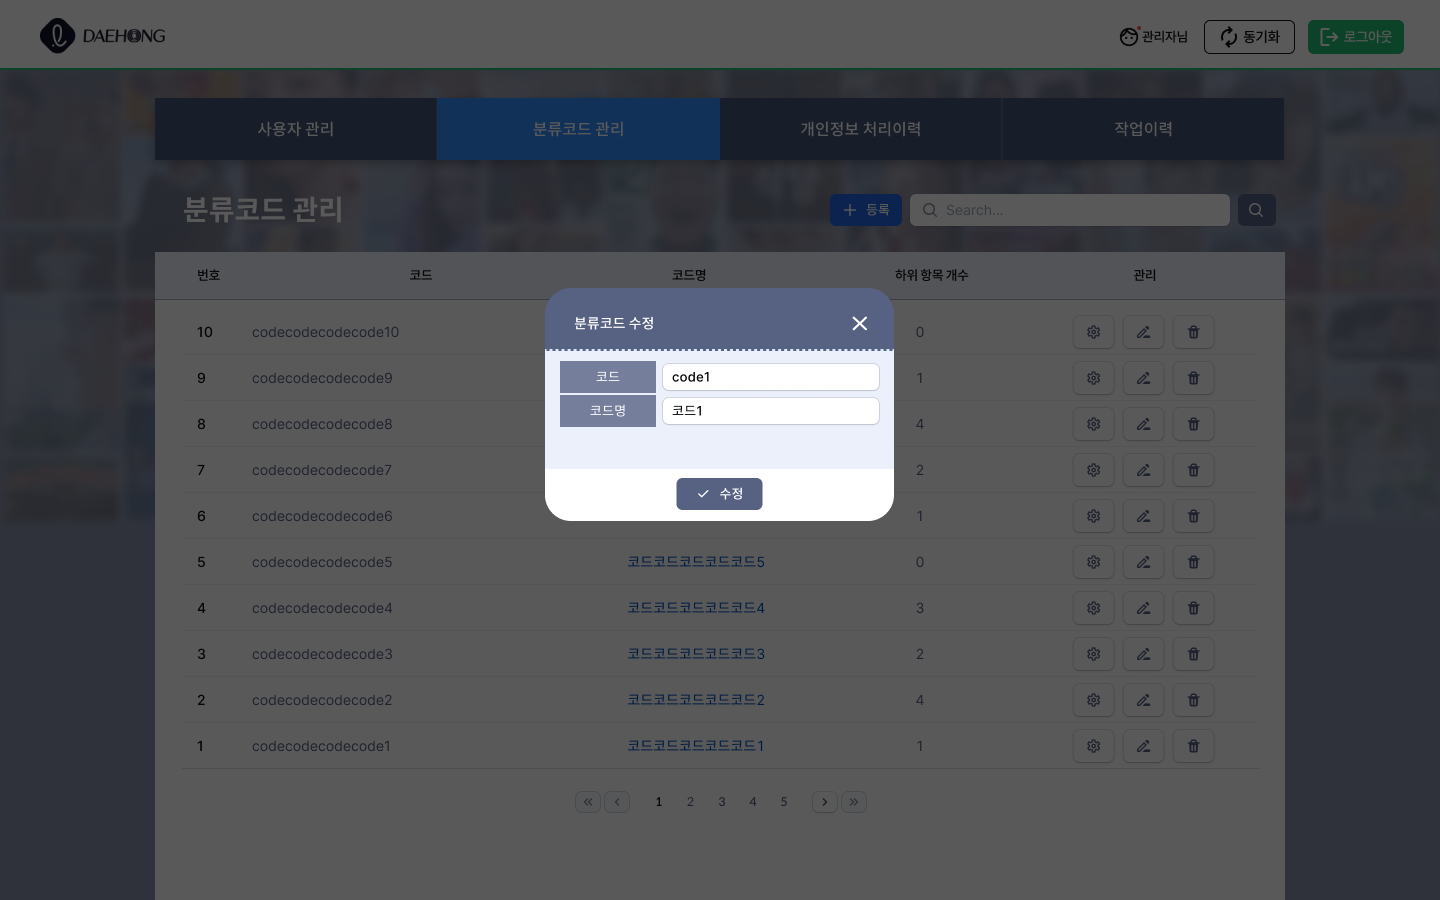 DAEHONG
관리자님
동기화
로그아웃
사용자 관리
분류코드 관리
개인정보 처리이력
작업이력
분류코드 관리
등록
Search...
번호 코드 코드명 하위 항목 개수 관리
분류코드 수정
코드 code1
코드명 코드1
수정
10 codecodecodecode10 0
9 codecodecodecode9 1
8 codecodecodecode8 4
7 codecodecodecode7 2
6 codecodecodecode6 1
5 codecodecodecode5 코드코드코드코드코드5 0
4 codecodecodecode4 코드코드코드코드코드4 3
3 codecodecodecode3 코드코드코드코드코드3 2
2 codecodecodecode2 코드코드코드코드코드2 4
1 codecodecodecode1 코드코드코드코드코드1 1
1 2 3 4 5